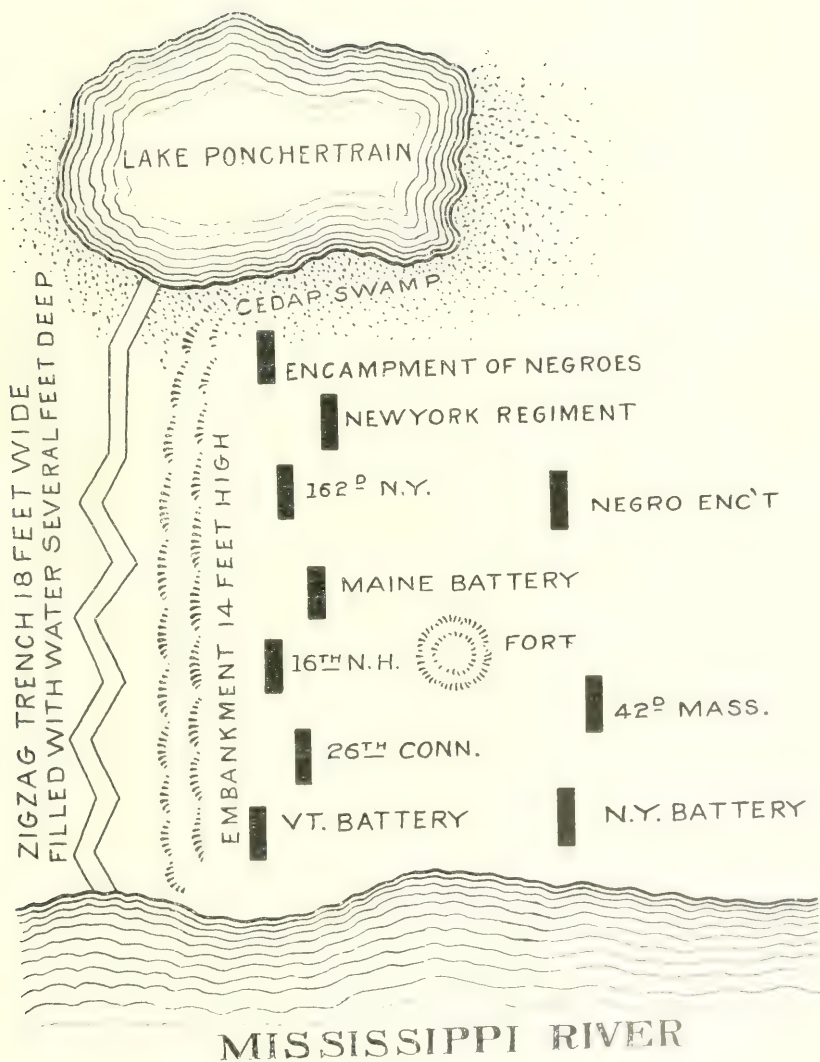 LAKE PONCHERTRAIN
CEDAR SWAMP
ZIGZAG TRENCH 18 FEET WIDE
FILLED WITH WATER SEVERAL FEET DEEP
EMBANKMENT 14 FEET HIGH
ENCAMPMENT OF NEGROES
NEWYORK REGIMENT
162D N.Y.
NEGRO ENC'T
MAINE BATTERY
FORT
16TH N.H.
42D MASS.
26TH CONN.
VT. BATTERY
N.Y. BATTERY
MISSISSIPPI RIVER